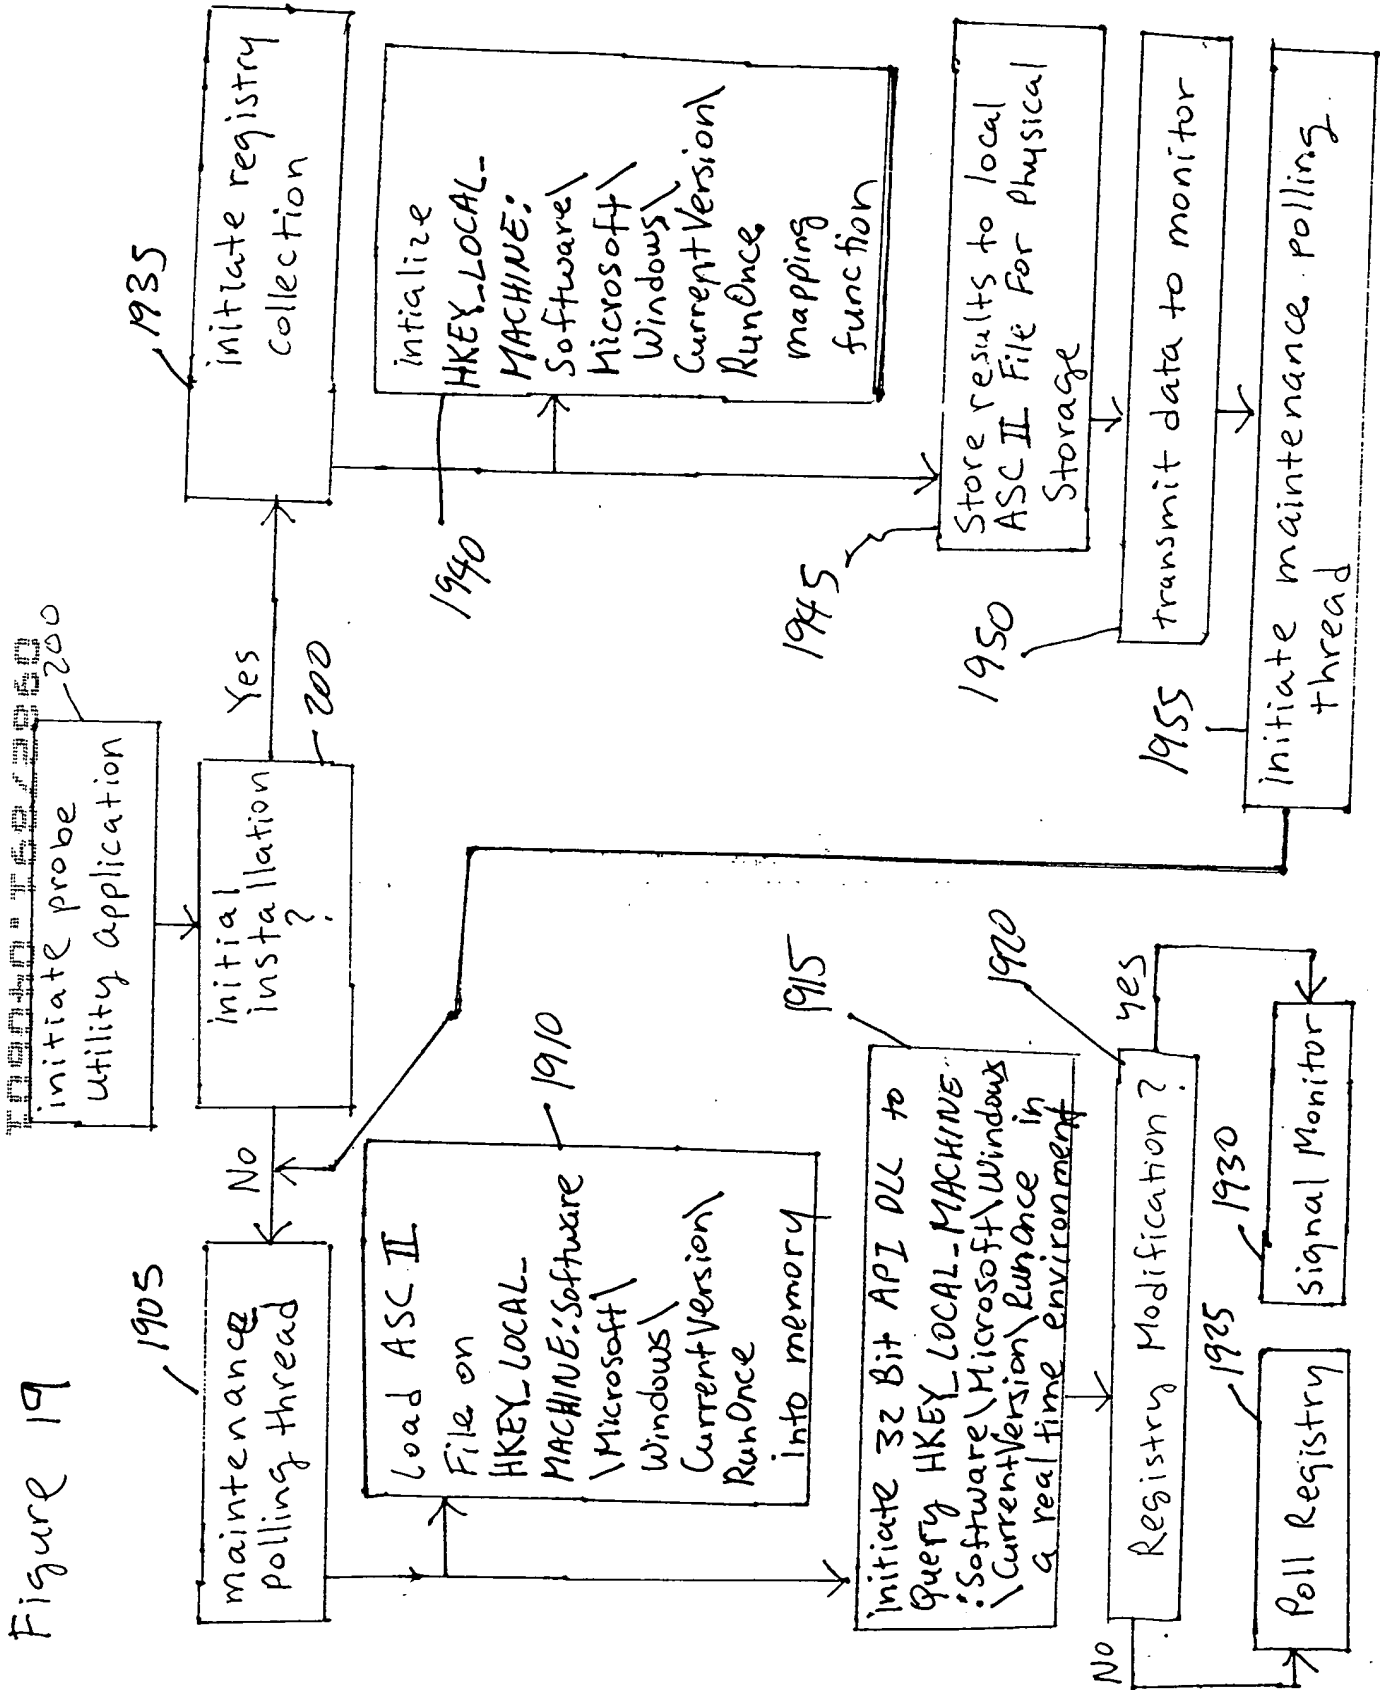 Figure 19
initiate probe
utility application
200
initial
installation
?
200
No
Yes
1905
maintenance
polling thread
1910
Load ASC II
File on
HKEY_LOCAL_
MACHINE:Software
\Microsoft\
Windows\
CurrentVersion\
RunOnce
into memory
1915
initiate 32 Bit API DLL to
Query HKEY_LOCAL_MACHINE
:Software\Microsoft\Windows
\CurrentVersion\RunOnce in
a real time environment
1920
Registry Modification?
No
yes
1925
Poll Registry
1930
signal Monitor
1935
initiate registry
collection
1940
intialize
HKEY_LOCAL_
MACHINE:
Software\
Microsoft\
Windows\
CurrentVersion\
RunOnce
mapping
function
1945
Store results to local
ASC II File For Physical
Storage
1950
transmit data to monitor
1955
initiate maintenance polling
thread